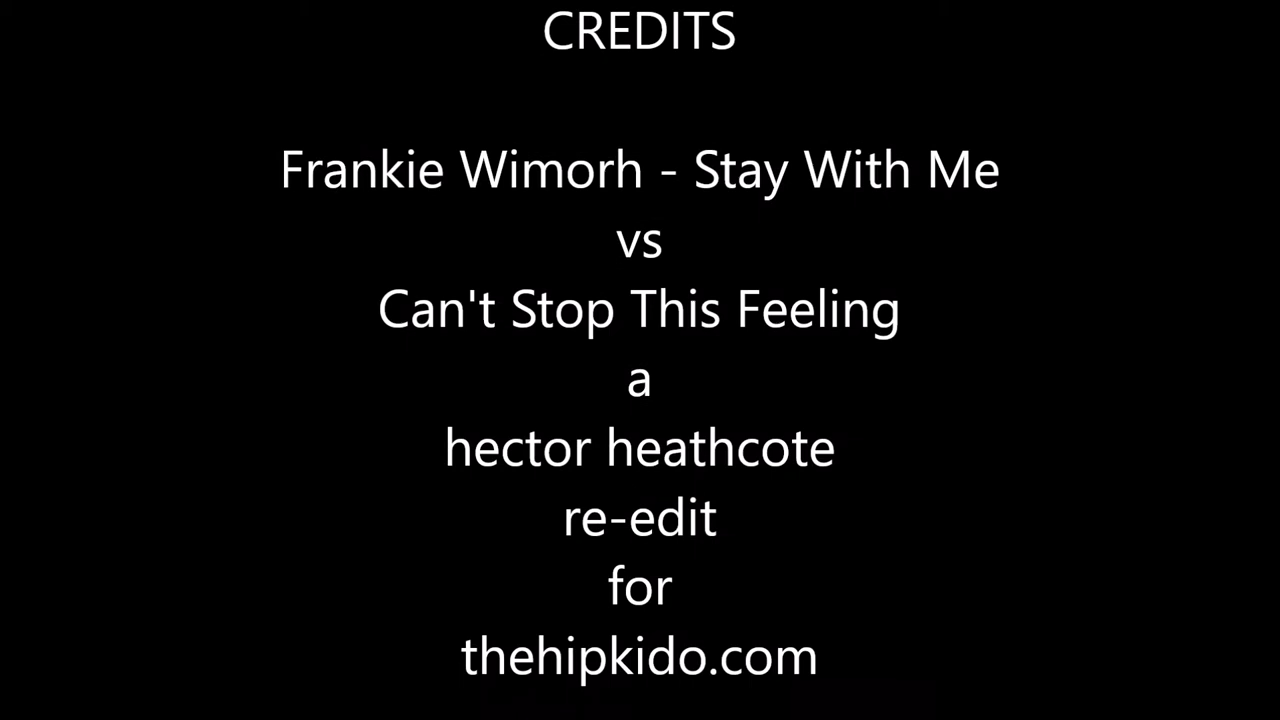 CREDITS
Frankie Wimorh - Stay With Me
vs
Can't Stop This Feeling
a
hector heathcote
re-edit
for
thehipkido.com